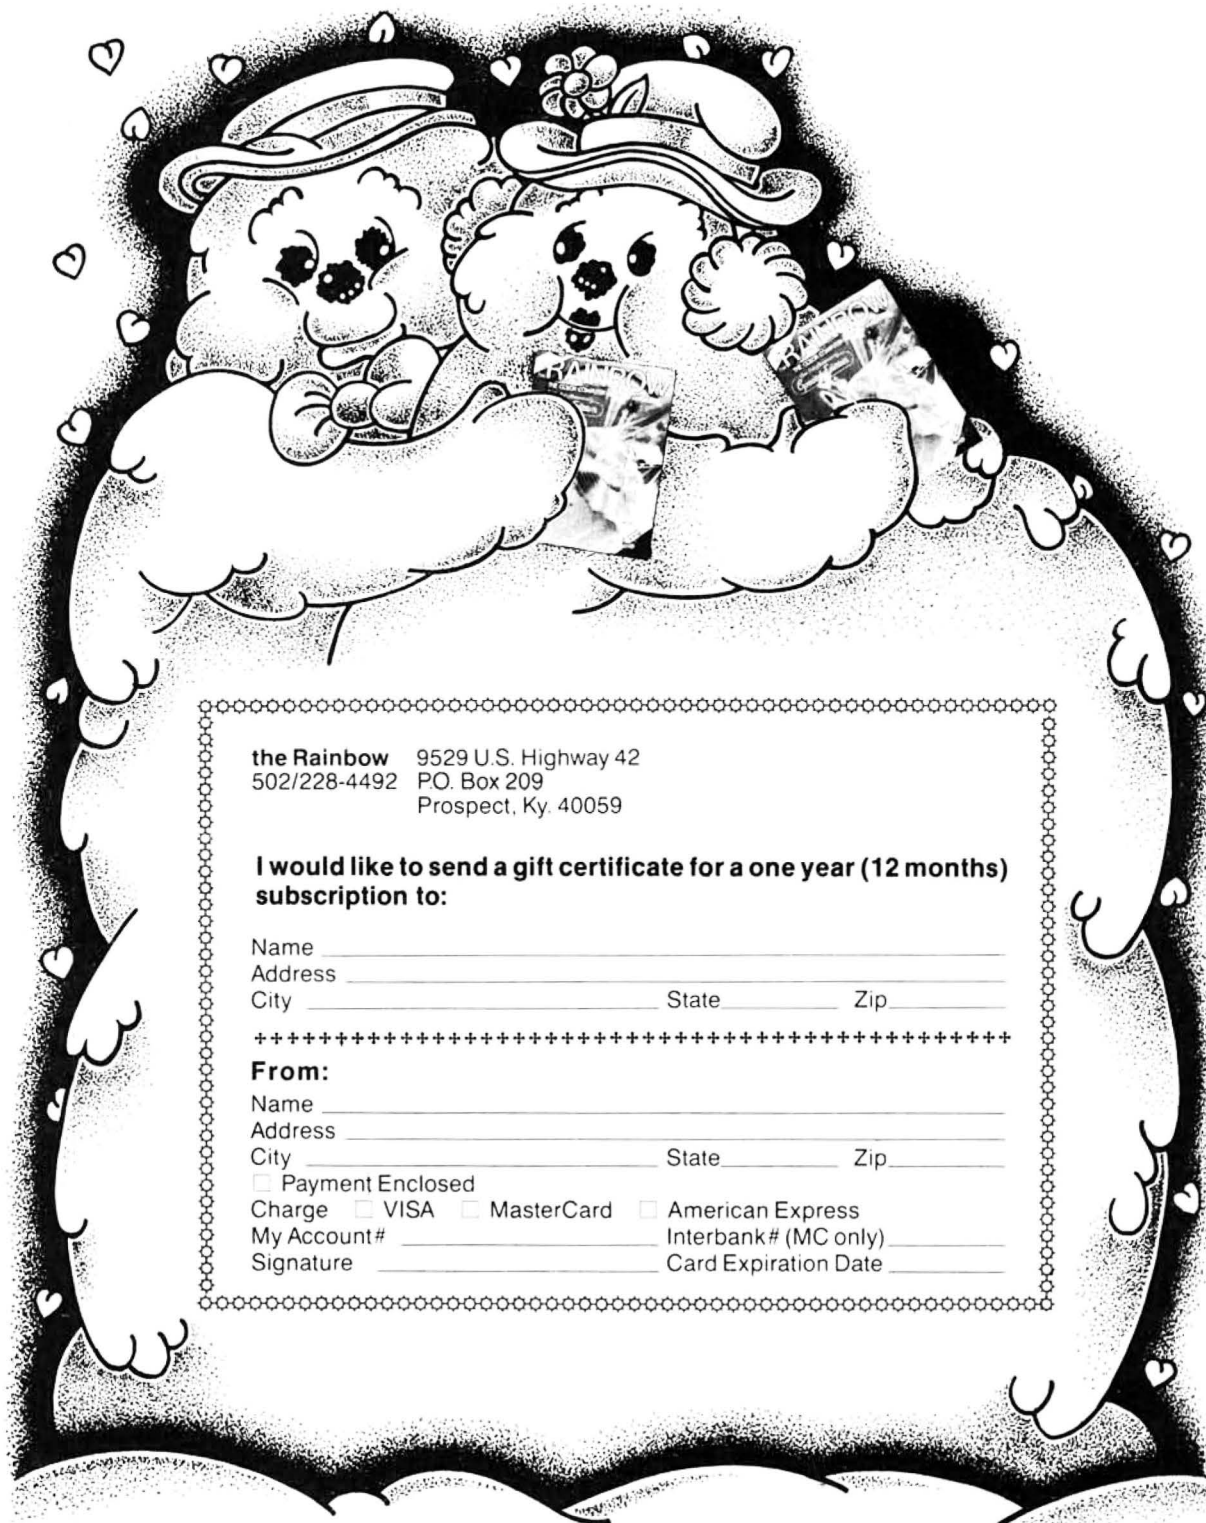 RAINBOW
RAINBOW
the Rainbow 9529 U.S. Highway 42
502/228-4492 P.O. Box 209
Prospect, Ky. 40059
I would like to send a gift certificate for a one year (12 months)
subscription to:
Name
Address
City State Zip
From:
Name
Address
City State Zip
Payment Enclosed
Charge VISA MasterCard American Express
My Account# Interbank# (MC only)
Signature Card Expiration Date